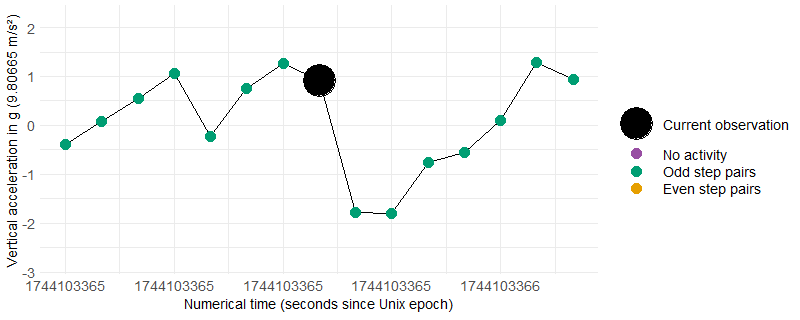 Vertical acceleration in g (9.80665 m/s²)
2
1
0
-1
-2
-3
1744103365 1744103365 1744103365 1744103365 1744103366
Numerical time (seconds since Unix epoch)
Current observation
No activity
Odd step pairs
Even step pairs